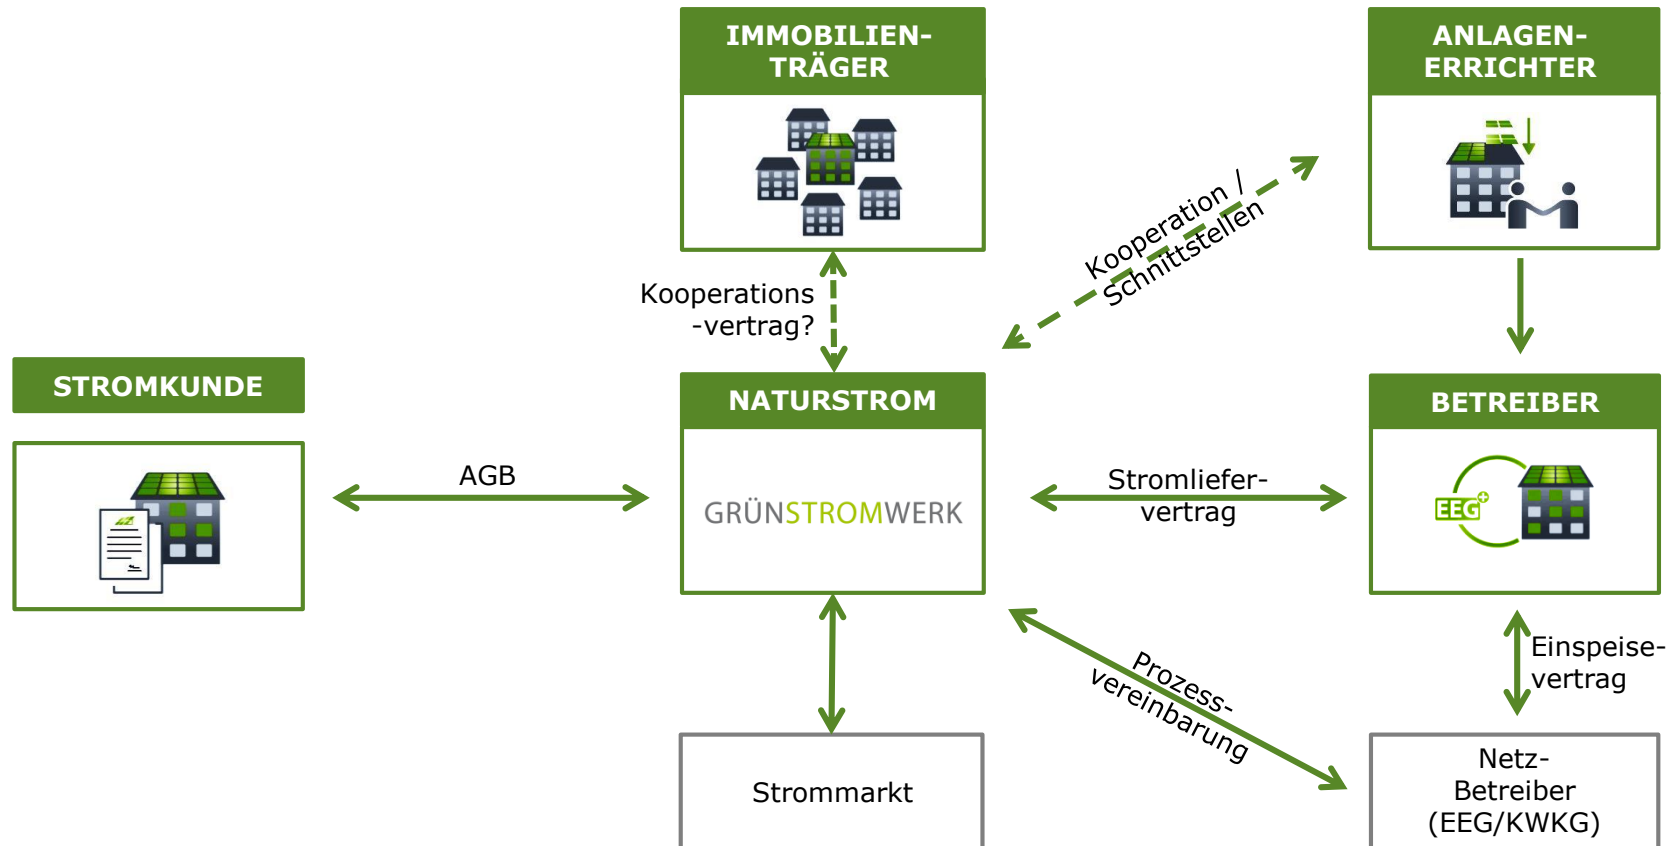 IMMOBILIEN-
TRÄGER
ANLAGEN-
ERRICHTER
Kooperation /
Schnittstellen
Kooperations
-vertrag?
STROMKUNDE
NATURSTROM
BETREIBER
AGB
GRÜNSTROMWERK
Stromliefer-
vertrag
EEG+
Prozess-
vereinbarung
Einspeise-
vertrag
Strommarkt
Netz-
Betreiber
(EEG/KWKG)